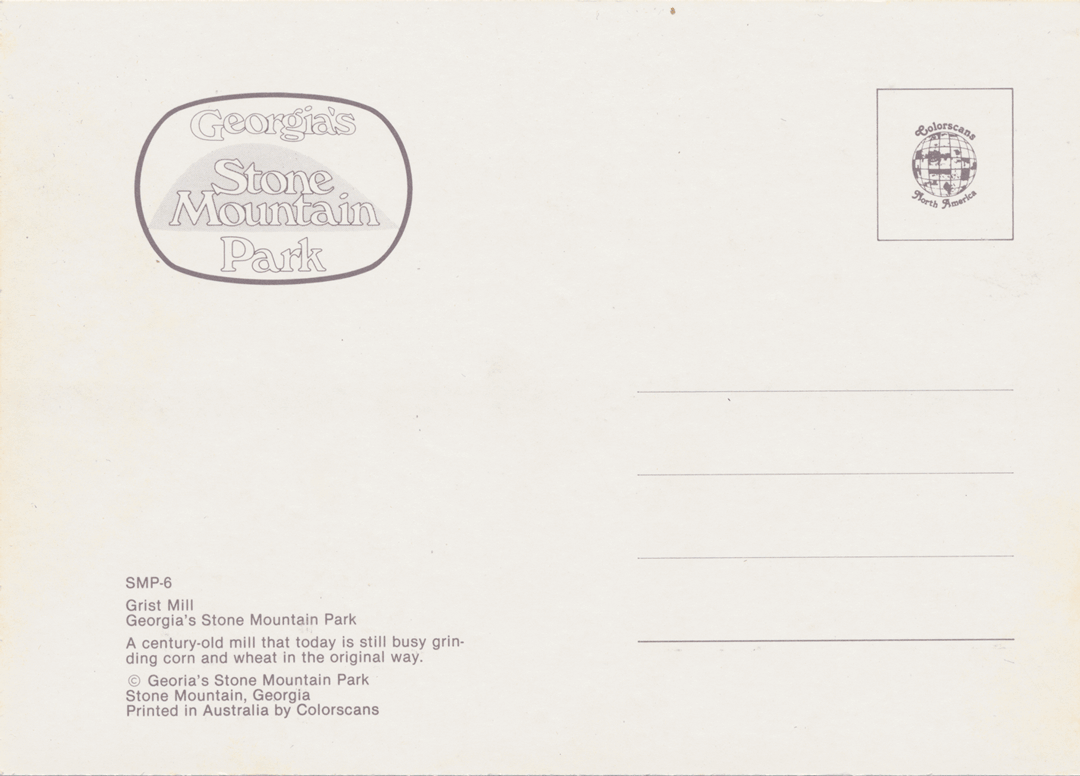 Georgia's
Stone
Mountain
Park
Colorscans
North America
SMP-6
Grist Mill
Georgia's Stone Mountain Park
A century-old mill that today is still busy grin-
ding corn and wheat in the original way.
© Georia's Stone Mountain Park
Stone Mountain, Georgia
Printed in Australia by Colorscans